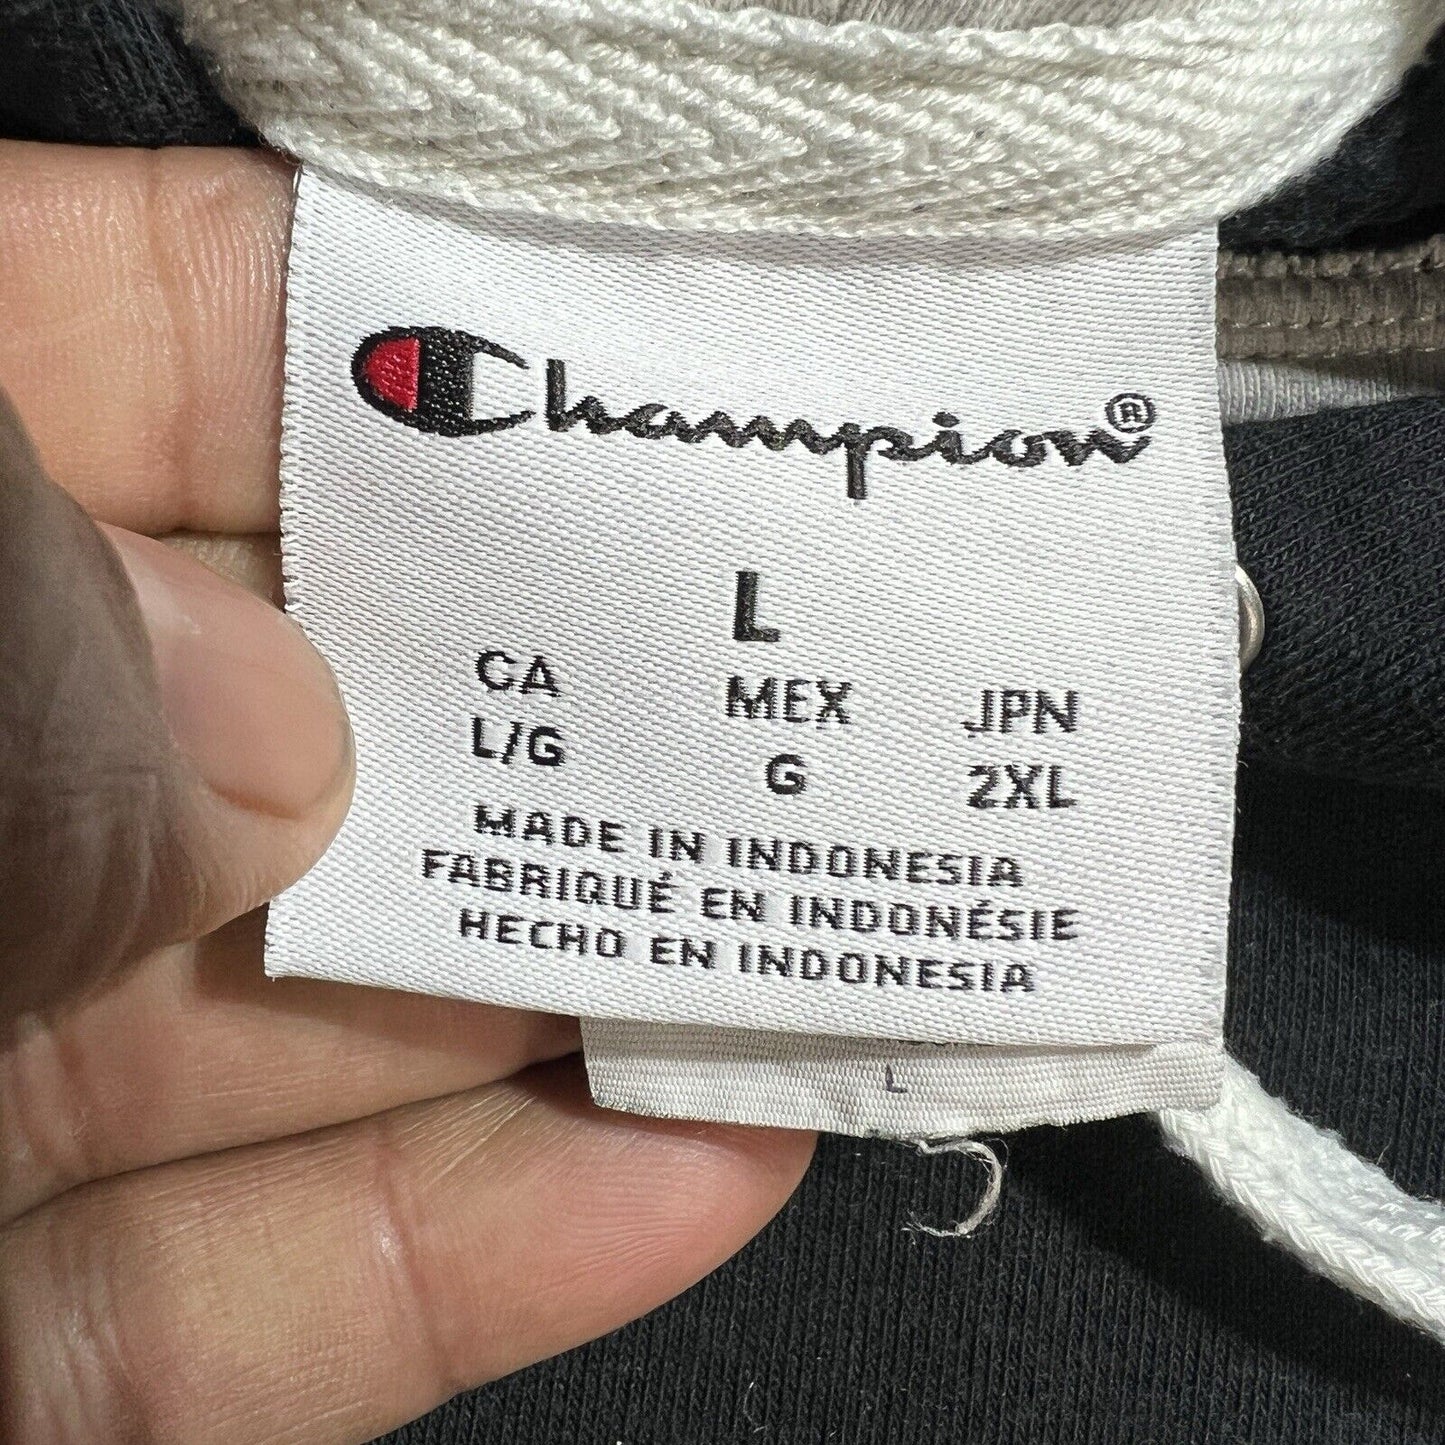 Champion®
L
CA MEX JPN
L/G G 2XL
MADE IN INDONESIA
FABRIQUÉ EN INDONÉSIE
HECHO EN INDONESIA
L